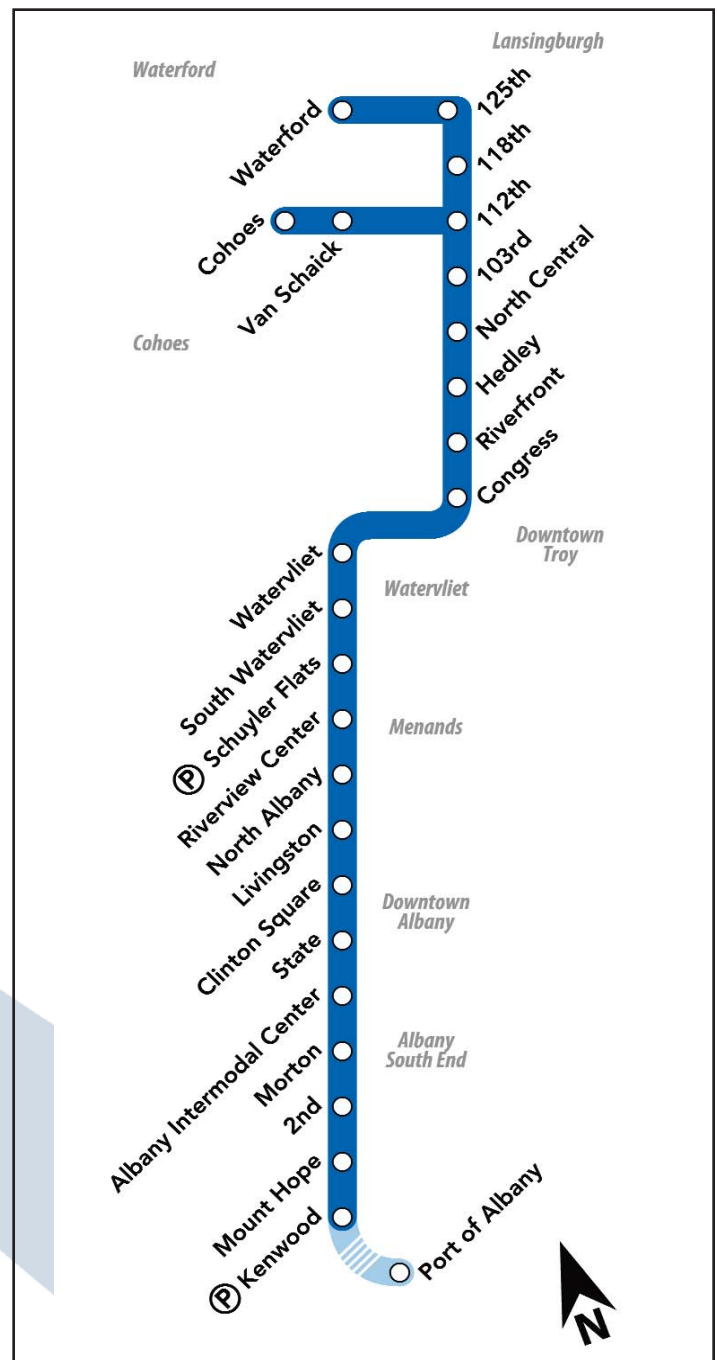 Lansingburgh
Waterford
125th
Waterford
118th
112th
Cohoes
Van Schaick
103rd
North Central
Cohoes
Hedley
Riverfront
Congress
Downtown
Troy
Watervliet
Watervliet
South Watervliet
P Schuyler Flats
Menands
Riverview Center
North Albany
Livingston
Clinton Square
Downtown
Albany
State
Albany Intermodal Center
Albany
South End
Morton
2nd
Mount Hope
P Kenwood
Port of Albany
N